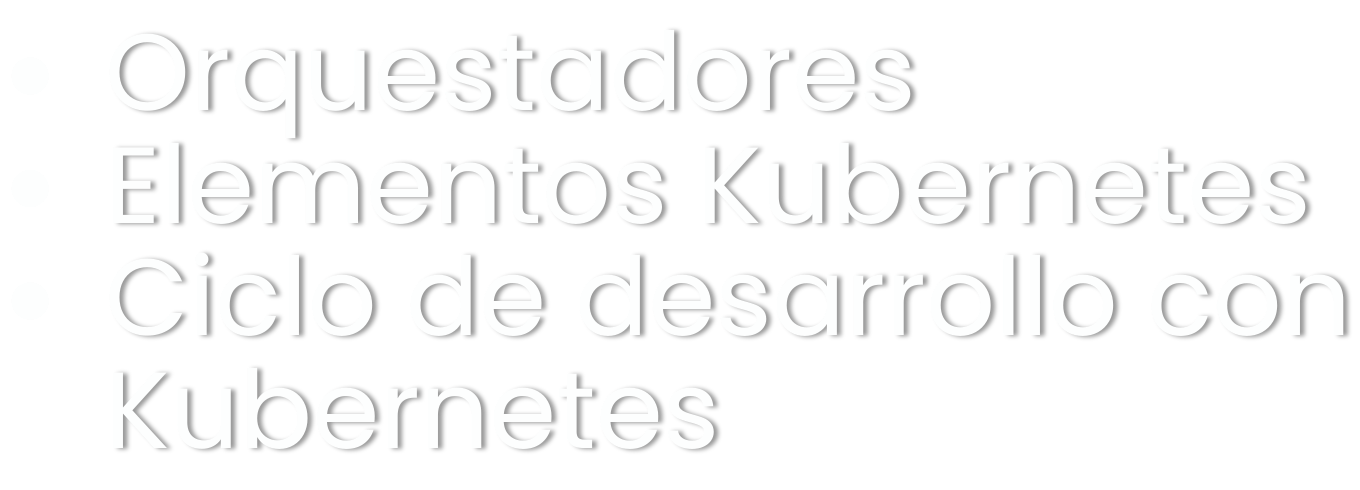 Orquestadores
Elementos Kubernetes
Ciclo de desarrollo con
Kubernetes